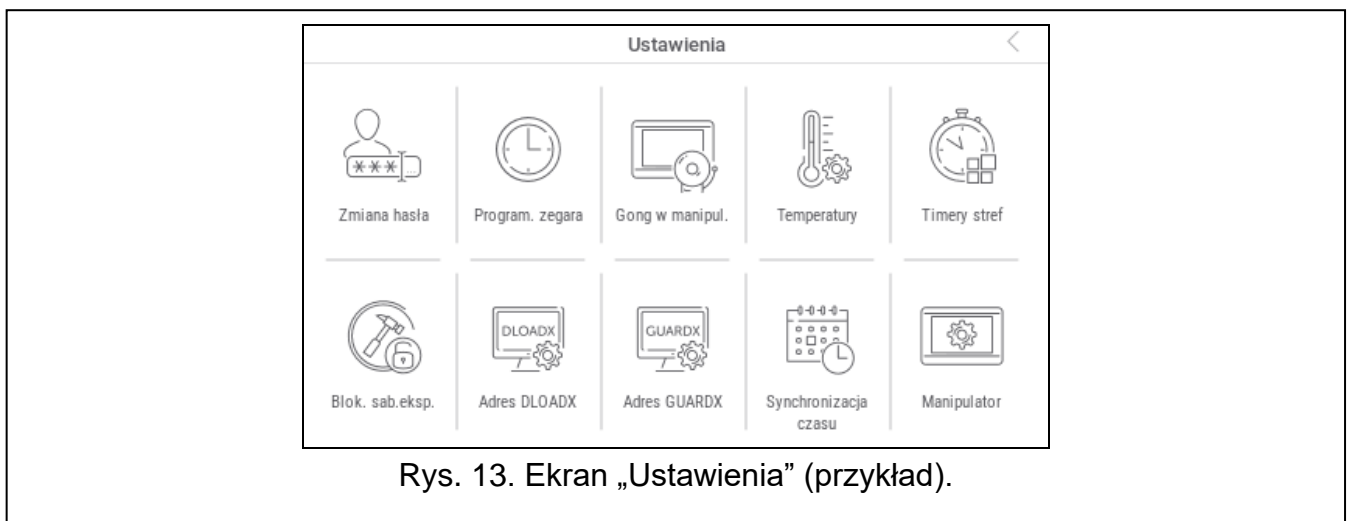 Ustawienia
***
...
Zmiana hasła
Program. zegara
Gong w manipul.
Temperatury
Timery stref
DLOADX
GUARDX
Blok. sab.eksp.
Adres DLOADX
Adres GUARDX
Synchronizacja
czasu
Manipulator
Rys. 13. Ekran „Ustawienia” (przykład).